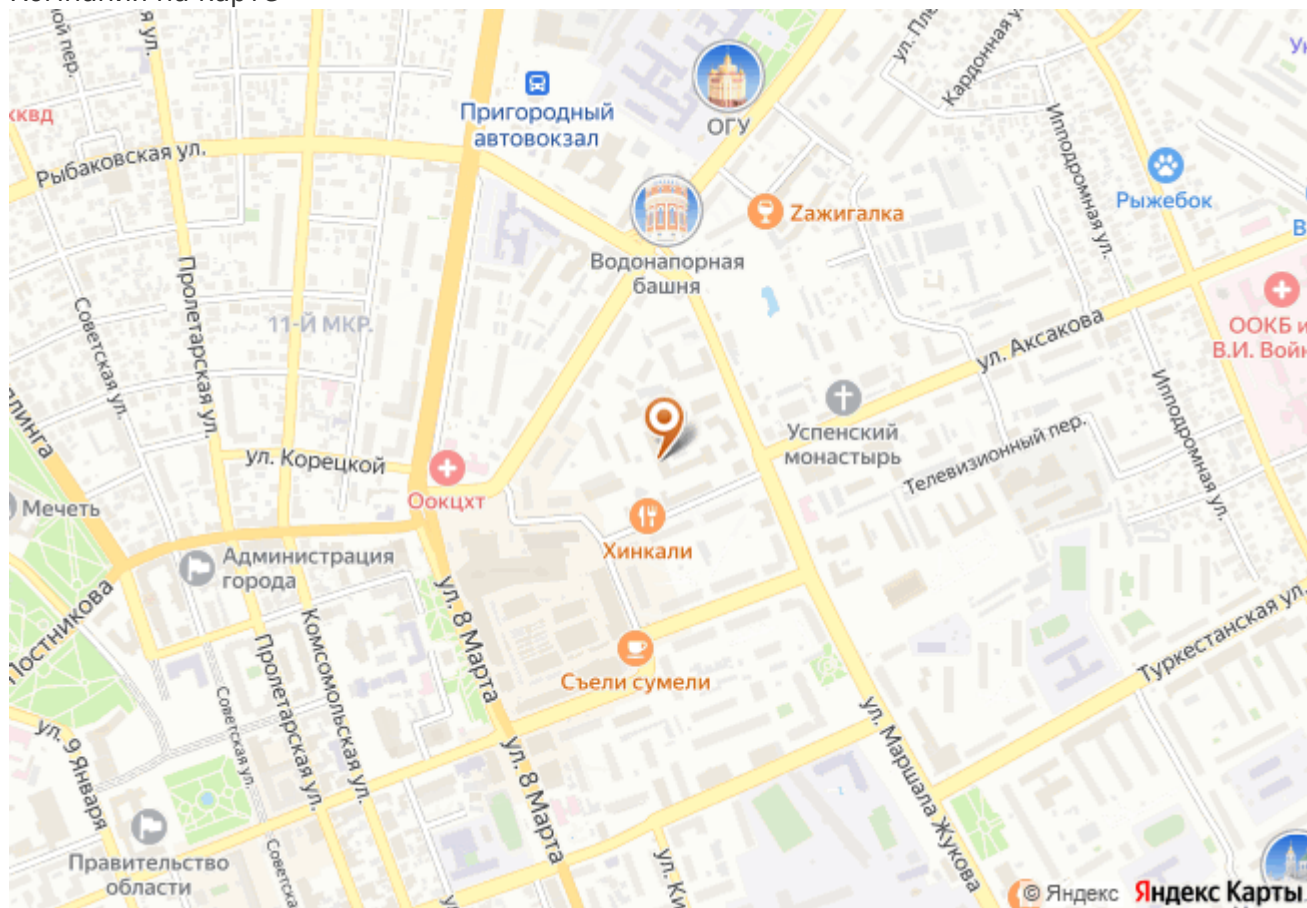 Пригородный
автовокзал
ОГУ
Рыбаковская ул.
Кардонная ул.
Ипподромная ул.
Рыжебок
Zажигалка
Водонапорная
башня
Советская ул.
Пролетарская ул.
11-Й МКР.
ул. Аксакова
ООКБ и
Успенский
монастырь
Телевизионный пер.
Ипподромная ул.
ул. Корецкой
Оокцхт
Мечеть
Хинкали
Администрация
города
Постникова
ул. 8 Марта
Комсомольская ул.
Пролетарская ул.
Советская ул.
Съели сумели
Туркестанская ул.
ул. 9 Января
ул. 8 Марта
ул. Маршала Жукова
Правительство
области
© Яндекс Яндекс Карты